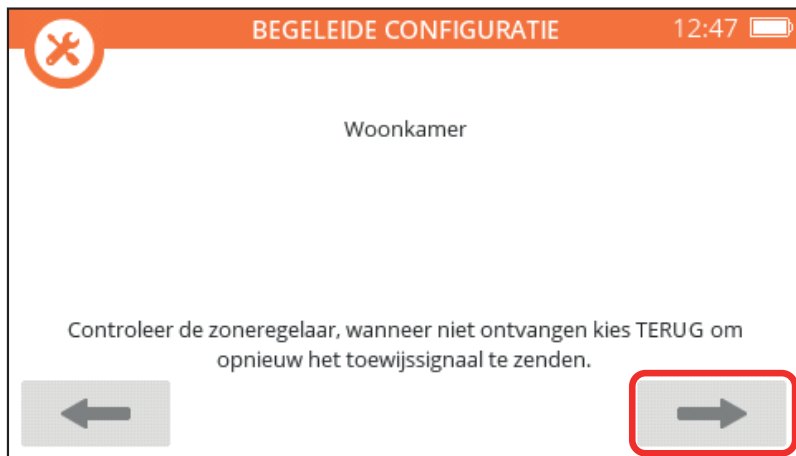 BEGELEIDE CONFIGURATIE 12:47
Woonkamer
Controleer de zoneregelaar, wanneer niet ontvangen kies TERUG om
opnieuw het toewijssignaal te zenden.